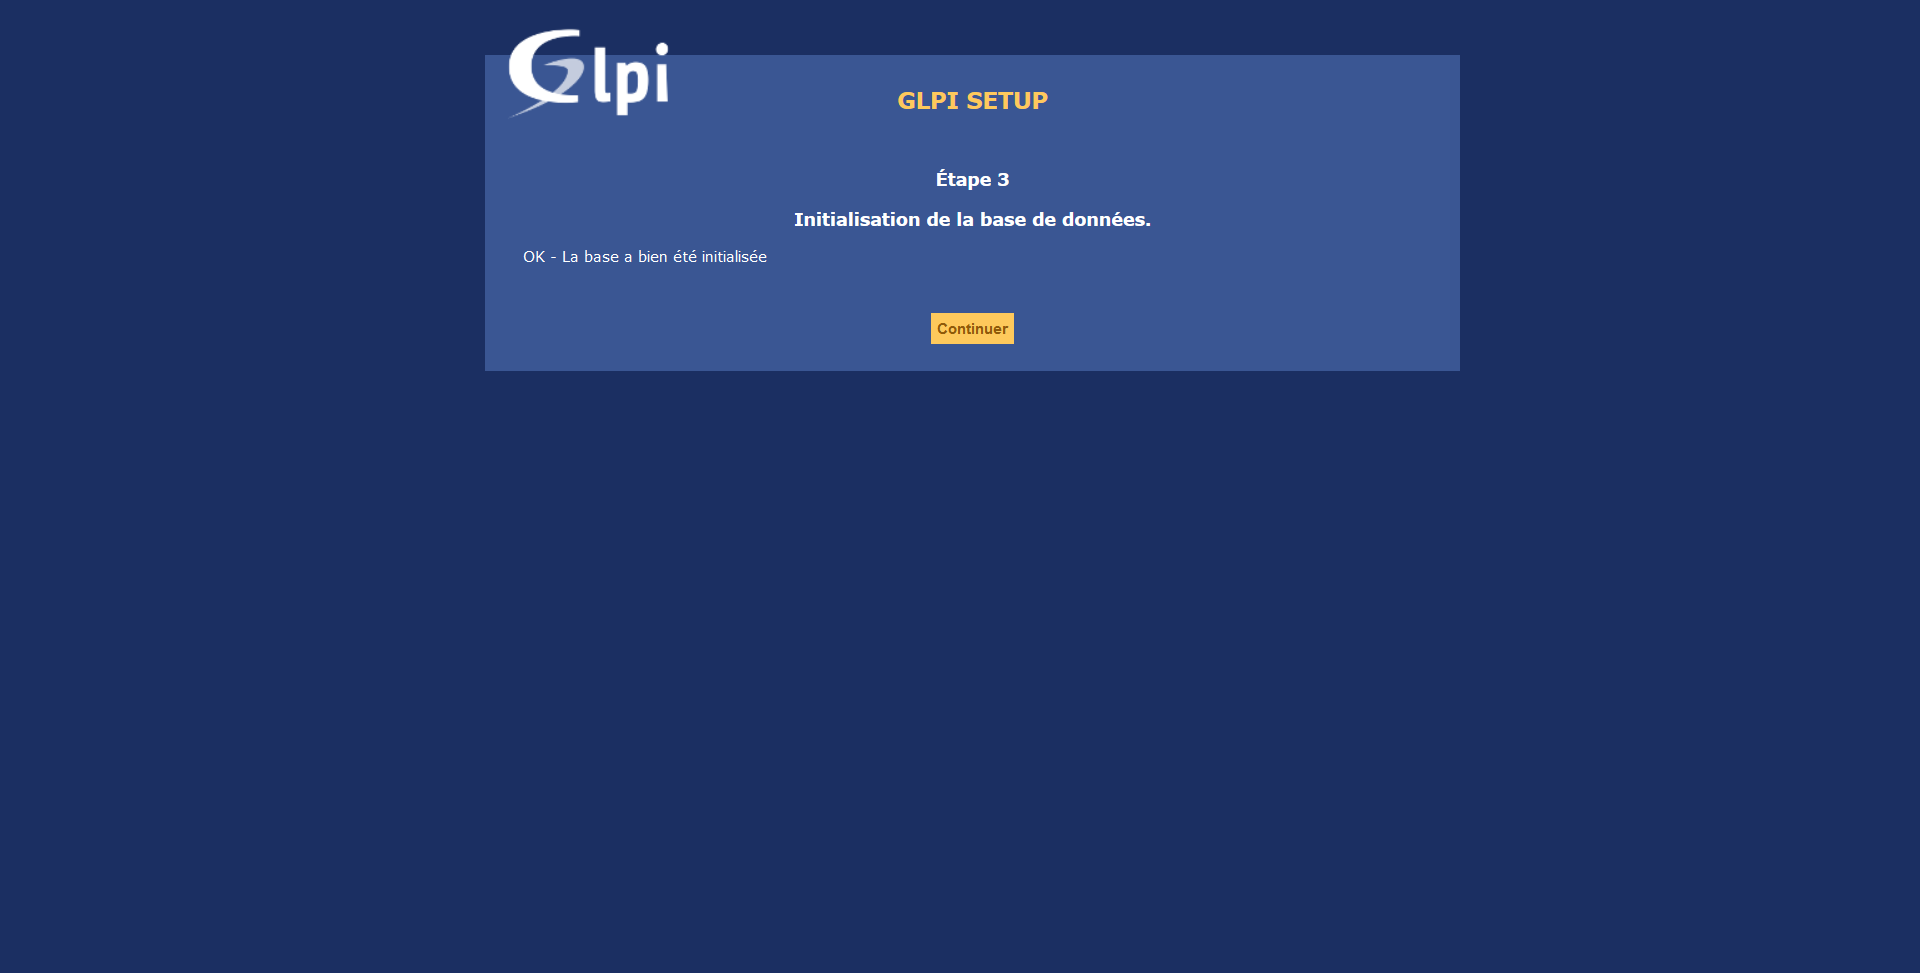 Glpi
GLPI SETUP
Étape 3
Initialisation de la base de données.
OK - La base a bien été initialisée
Continuer